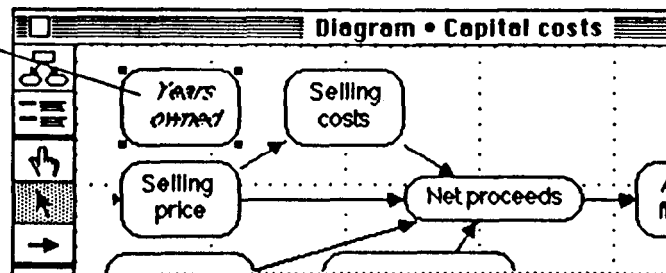 Diagram • Capital costs
Years
owned
Selling
costs
Selling
price
Net proceeds